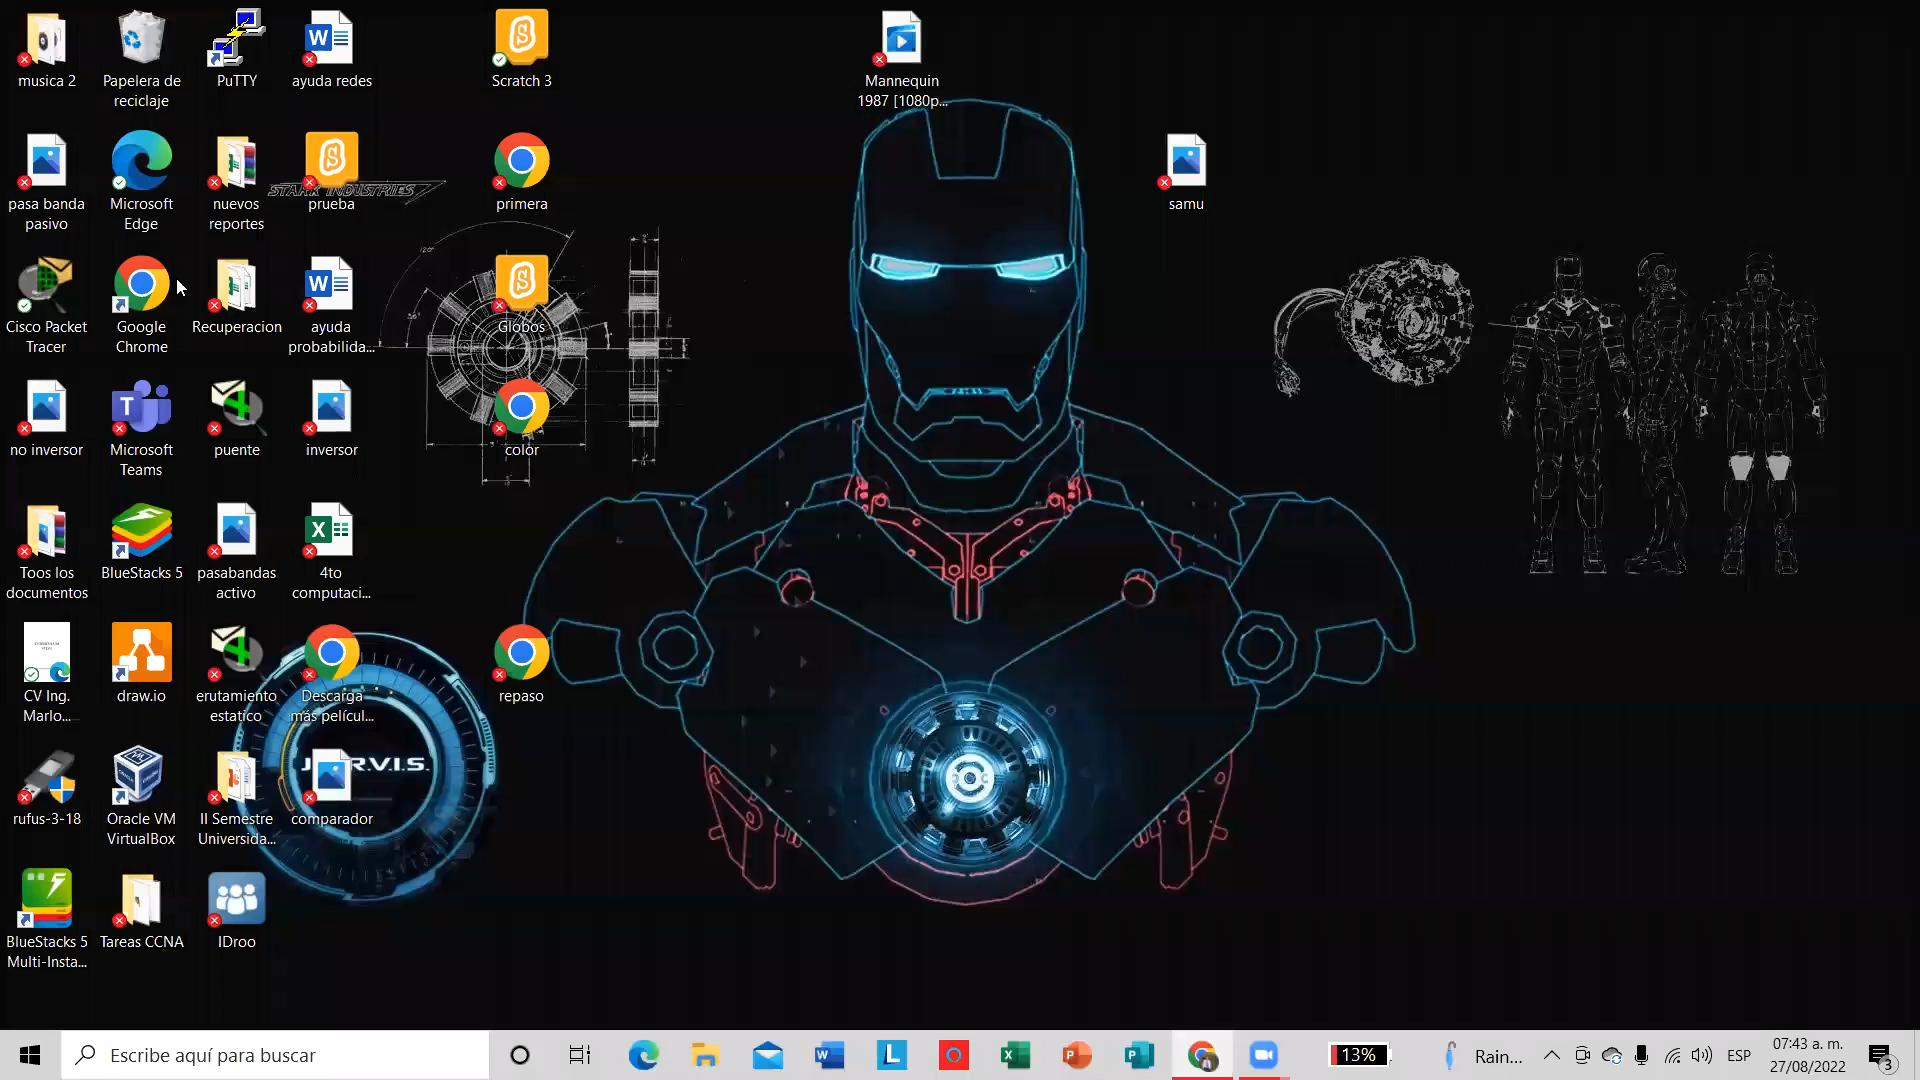 musica 2
Papelera de
reciclaje
PuTTY
ayuda redes
Scratch 3
Mannequin
1987 [1080p...
pasa banda
pasivo
Microsoft
Edge
nuevos
reportes
STARK INDUSTRIES
prueba
primera
samu
Cisco Packet
Tracer
Google
Chrome
Recuperacion
ayuda
probabilida...
Globos
no inversor
Microsoft
Teams
puente
inversor
color
Toos los
documentos
BlueStacks 5
pasabandas
activo
4to
computaci...
CV Ing.
Marlo...
draw.io
erutamiento
estatico
Descarga
más películ...
repaso
rufus-3-18
Oracle VM
VirtualBox
II Semestre
Universida...
comparador
BlueStacks 5
Multi-Insta...
Tareas CCNA
IDroo
Escribe aquí para buscar
13%
Rain...
ESP
07:43 a. m.
27/08/2022
3